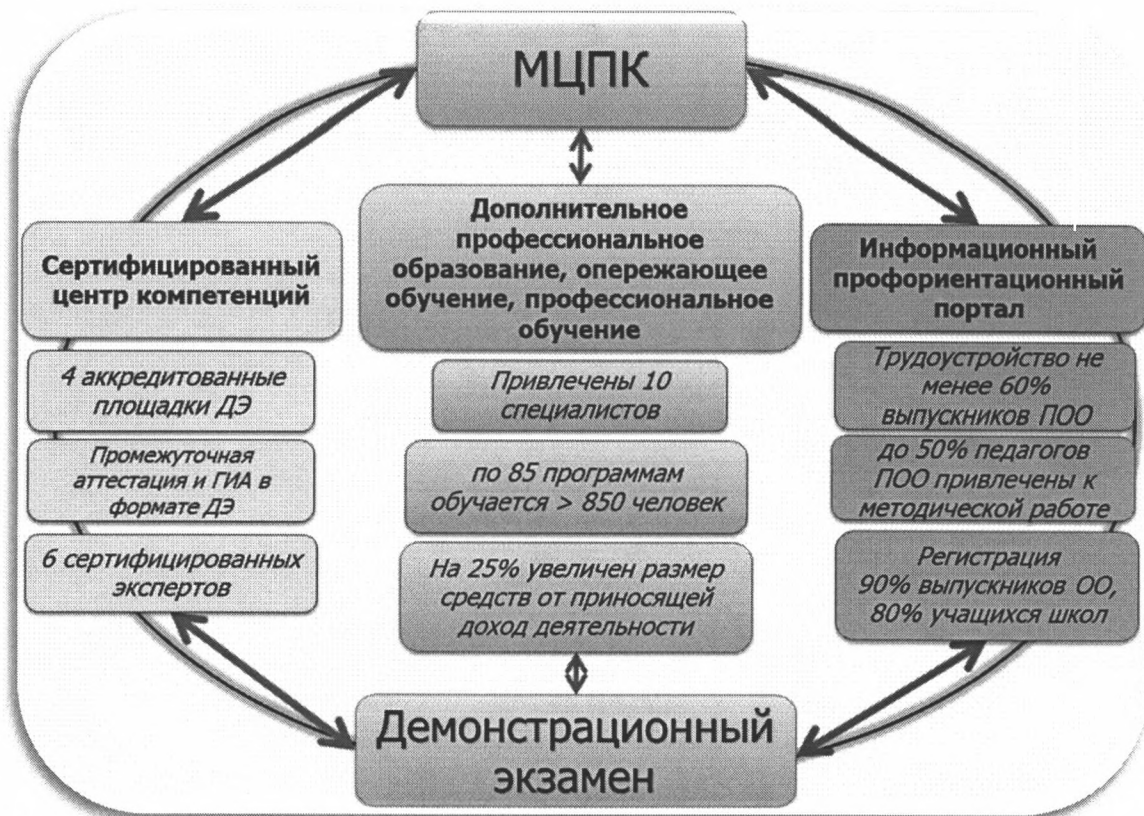 МЦПК
Сертифицированный
центр компетенций
4 аккредитованные
площадки ДЭ
Промежуточная
аттестация и ГИА в
формате ДЭ
6 сертифицированных
экспертов
Дополнительное
профессиональное
образование, опережающее
обучение, профессиональное
обучение
Привлечены 10
специалистов
по 85 программам
обучается > 850 человек
На 25% увеличен размер
средств от приносящей
доход деятельности
Информационный
профориентационный
портал
Трудоустройство не
менее 60%
выпускников ПОО
до 50% педагогов
ПОО привлечены к
методической работе
Регистрация
90% выпускников ОО,
80% учащихся школ
Демонстрационный
экзамен